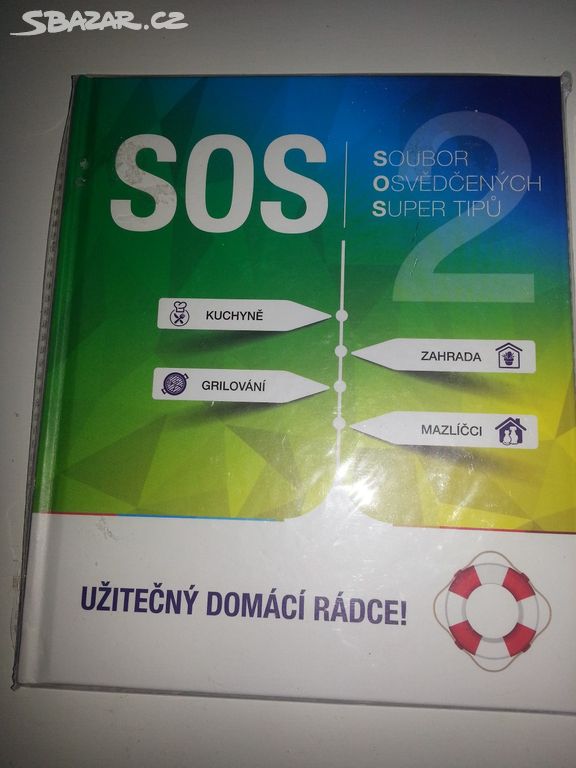 SBAZAR.CZ
SOS
SOUBOR
OSVĚDČENÝCH
SUPER TIPŮ
2
KUCHYNĚ
ZAHRADA
GRILOVÁNÍ
MAZLÍČCI
UŽITEČNÝ DOMÁCÍ RÁDCE!